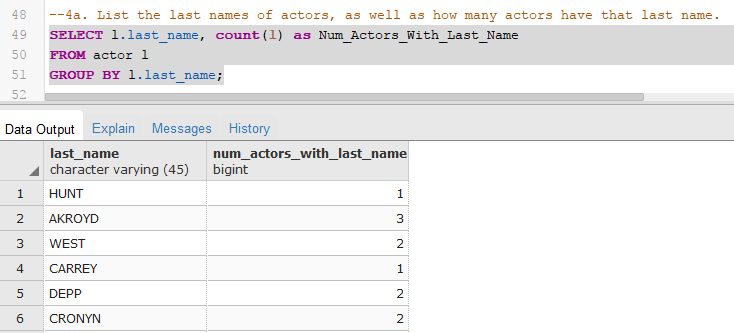 48 --4a. List the last names of actors, as well as how many actors have that last name.
49 SELECT l.last_name, count(1) as Num_Actors_With_Last_Name
50 FROM actor l
51 GROUP BY l.last_name;
52
Data Output Explain Messages History
last_name num_actors_with_last_name
character varying (45) bigint
1 HUNT 1
2 AKROYD 3
3 WEST 2
4 CARREY 1
5 DEPP 2
6 CRONYN 2